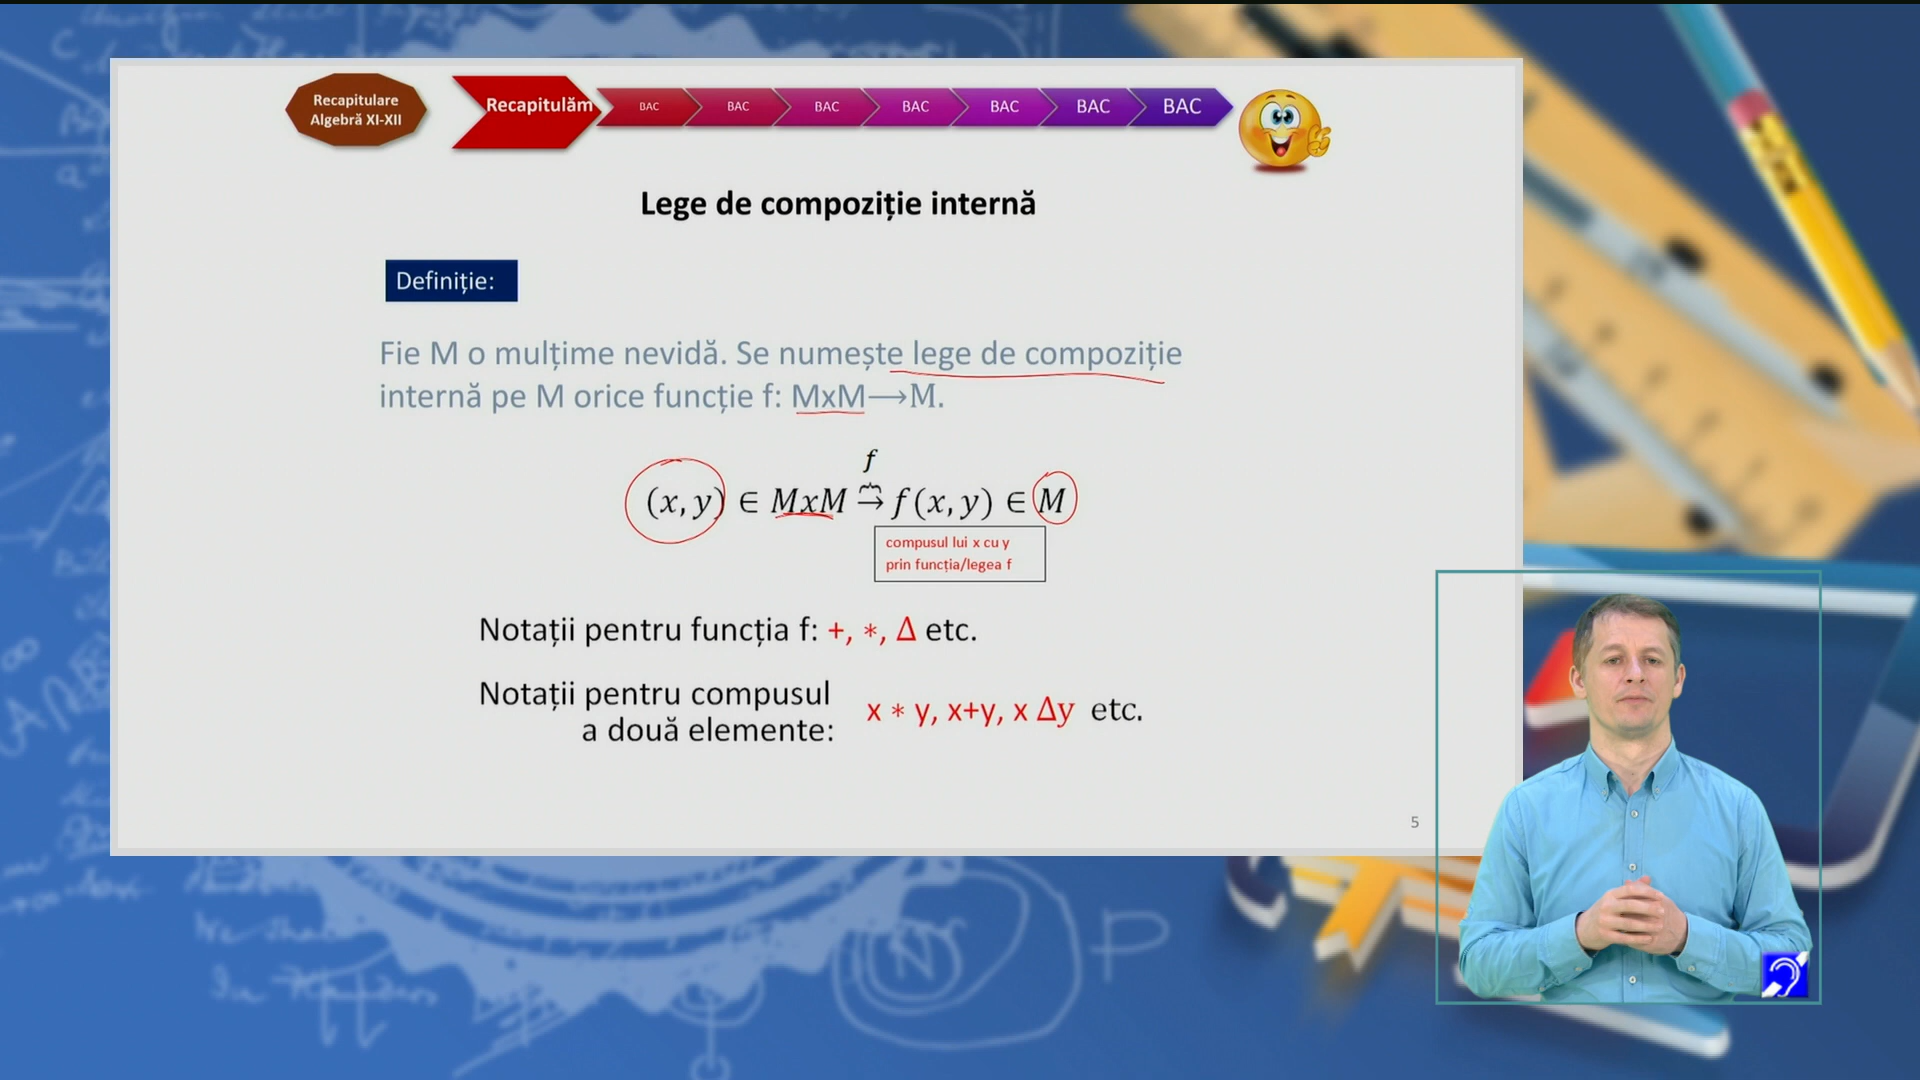 Recapitulare
Algebră XI-XII
Recapitulăm
BAC
BAC
BAC
BAC
BAC
BAC
BAC
Lege de compoziție internă
Definiție:
Fie M o mulțime nevidă. Se numește lege de compoziție
internă pe M orice funcție f: MxM⟶M.
f
(x, y) ∈ MxM → f(x, y) ∈ M
compusul lui x cu y
prin funcția/legea f
Notații pentru funcția f: +, ∗, Δ etc.
Notații pentru compusul
a două elemente:
x ∗ y, x+y, x Δy etc.
5